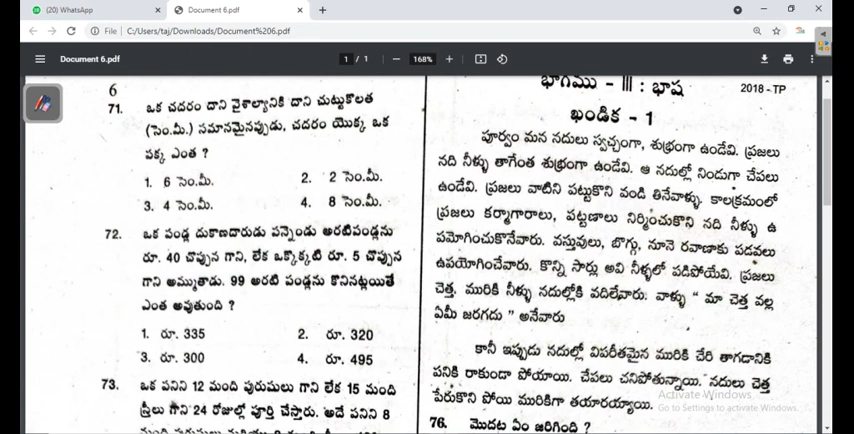 (20) WhatsApp
Document 6.pdf
File
C:/Users/taj/Downloads/Document%206.pdf
Document 6.pdf
1 / 1
168%
6
71. ఒక చదరం దాని వైశాల్యానికి దాని చుట్టుకొలత
(సెం.మీ.) సమానమైనప్పుడు, చదరం యొక్క ఒక
పక్క ఎంత ?
1. 6 సెం.మీ.
2. 2 సెం.మీ.
3. 4 సెం.మీ.
4. 8 సెం.మీ.
72. ఒక పండ్ల దుకాణదారుడు పన్నెండు అరటిపండ్లను
రూ. 40 చొప్పున గాని, లేక ఒక్కొక్కటి రూ. 5 చొప్పున
గాని అమ్ముతాడు. 99 అరటి పండ్లను కొనినట్లయితే
ఎంత అవుతుంది ?
1. రూ. 335
2. రూ. 320
3. రూ. 300
4. రూ. 495
73. ఒక పనిని 12 మంది పురుషులు గాని లేక 15 మంది
స్త్రీలు గాని 24 రోజుల్లో పూర్తి చేస్తారు. అదే పనిని 8
భాగము - III : భాష
2018 - TP
ఖండిక - 1
పూర్వం మన నదులు స్వచ్ఛంగా, శుభ్రంగా ఉండేవి. ప్రజలు
నది నీళ్ళు తాగేంత శుభ్రంగా ఉండేవి. ఆ నదుల్లో నిండుగా చేపలు
ఉండేవి. ప్రజలు వాటిని పట్టుకొని వండి తినేవాళ్ళు. కాలక్రమంలో
ప్రజలు కర్మాగారాలు, పట్టణాలు నిర్మించుకొని నది నీళ్ళు ఉ
పమోగించుకొనేవారు. వస్తువులు, బొగ్గు, నూనె రవాణాకు పడవలు
ఉపయోగించేవారు. కొన్ని సార్లు అవి నీళ్ళలో పడిపోయేవి. ప్రజలు
చెత్త, మురికి నీళ్ళు నదుల్లోకి వదిలేవారు. వాళ్ళు " మా చెత్త వల్ల
ఏమీ జరగదు " అనేవారు
కానీ ఇప్పుడు నదుల్లో విపరీతమైన మురికి చేరి తాగడానికి
పనికి రాకుండా పోయాయి. చేపలు చనిపోతున్నాయి. నదులు చెత్త
పేరుకొని పోయి మురికిగా తయారయ్యాయి.
Activate Windows
Go to Settings to activate Windows.
76. మొదట ఏం జరిగింది ?